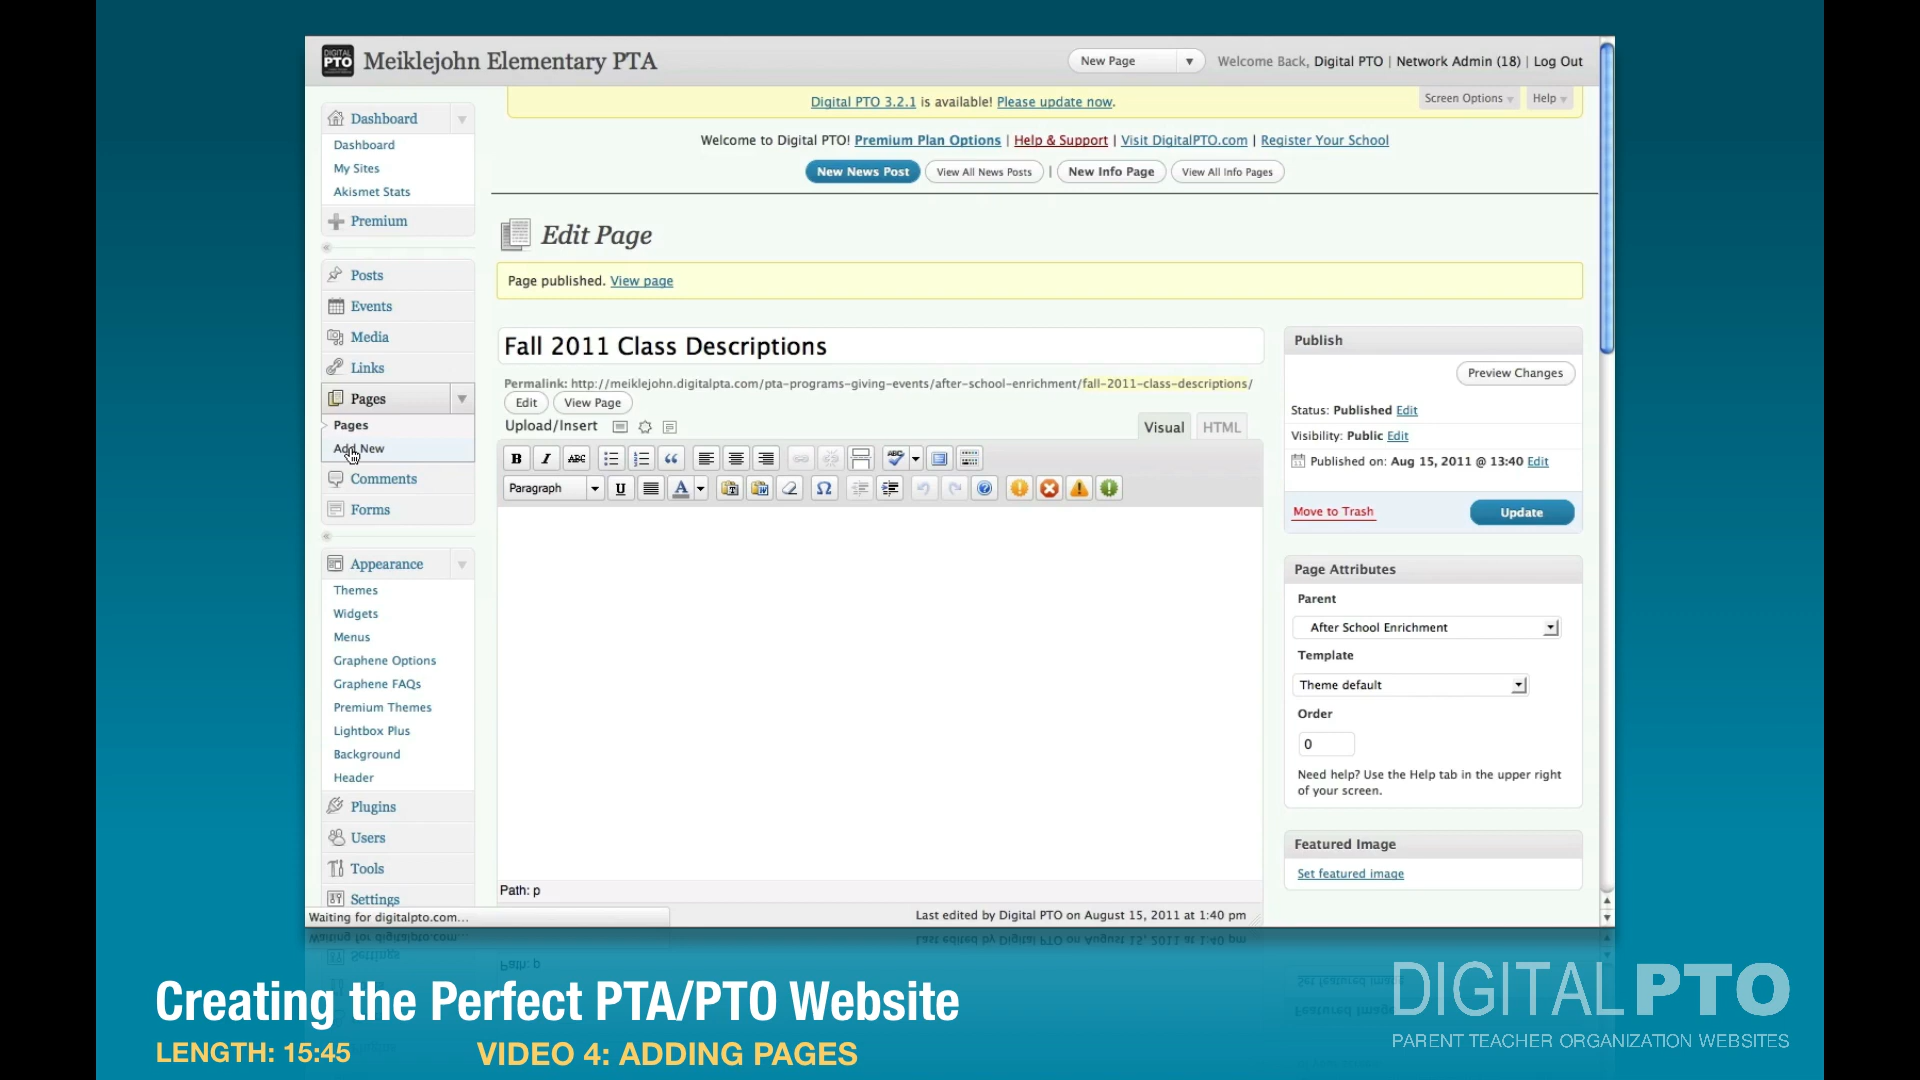 DIGITAL PTO
Meiklejohn Elementary PTA
New Page
Welcome Back, Digital PTO | Network Admin (18) | Log Out
Digital PTO 3.2.1 is available! Please update now.
Screen Options
Help
Welcome to Digital PTO! Premium Plan Options | Help & Support | Visit DigitalPTO.com | Register Your School
New News Post
View All News Posts
|
New Info Page
View All Info Pages
Dashboard
Dashboard
My Sites
Akismet Stats
Premium
Posts
Events
Media
Links
Pages
Pages
Add New
Comments
Forms
Appearance
Themes
Widgets
Menus
Graphene Options
Graphene FAQs
Premium Themes
Lightbox Plus
Background
Header
Plugins
Users
Tools
Settings
Waiting for digitalpto.com...
Edit Page
Page published. View page
Fall 2011 Class Descriptions
Permalink: http://meiklejohn.digitalpta.com/pta-programs-giving-events/after-school-enrichment/fall-2011-class-descriptions/
Edit
View Page
Upload/Insert
Visual
HTML
B I ABC
ABC
Paragraph
U
A
Ω
Path: p
Last edited by Digital PTO on August 15, 2011 at 1:40 pm
Publish
Preview Changes
Status: Published Edit
Visibility: Public Edit
Published on: Aug 15, 2011 @ 13:40 Edit
Move to Trash
Update
Page Attributes
Parent
After School Enrichment
Template
Theme default
Order
0
Need help? Use the Help tab in the upper right
of your screen.
Featured Image
Set featured image
Creating the Perfect PTA/PTO Website
LENGTH: 15:45
VIDEO 4: ADDING PAGES
DIGITALPTO
PARENT TEACHER ORGANIZATION WEBSITES